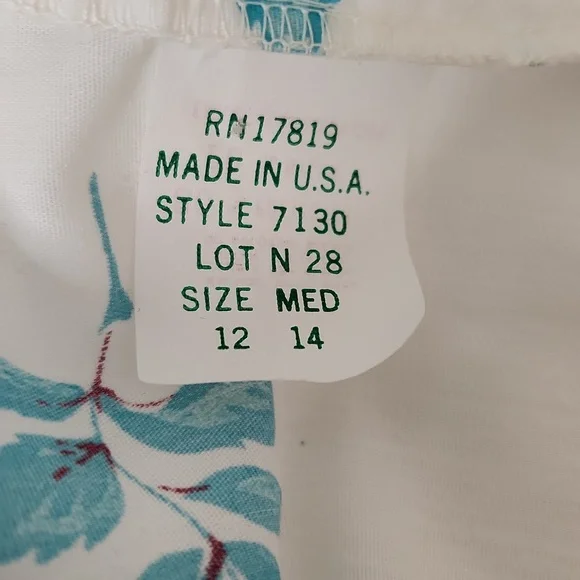 RN17819
MADE IN U.S.A.
STYLE 7130
LOT N 28
SIZE MED
12 14